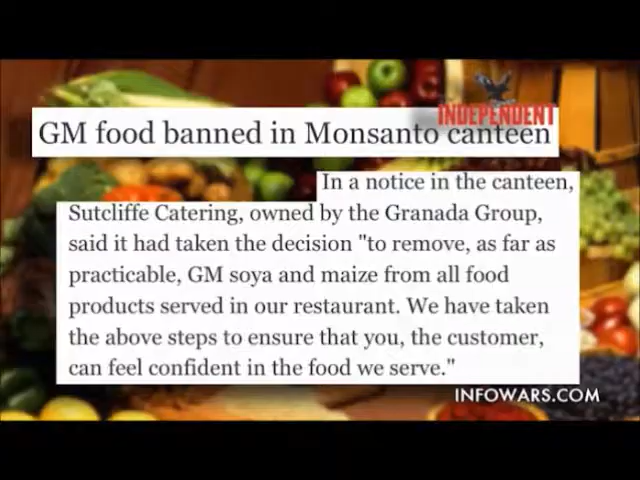 INDEPENDENT
GM food banned in Monsanto canteen
In a notice in the canteen,
Sutcliffe Catering, owned by the Granada Group,
said it had taken the decision "to remove, as far as
practicable, GM soya and maize from all food
products served in our restaurant. We have taken
the above steps to ensure that you, the customer,
can feel confident in the food we serve."
INFOWARS.COM